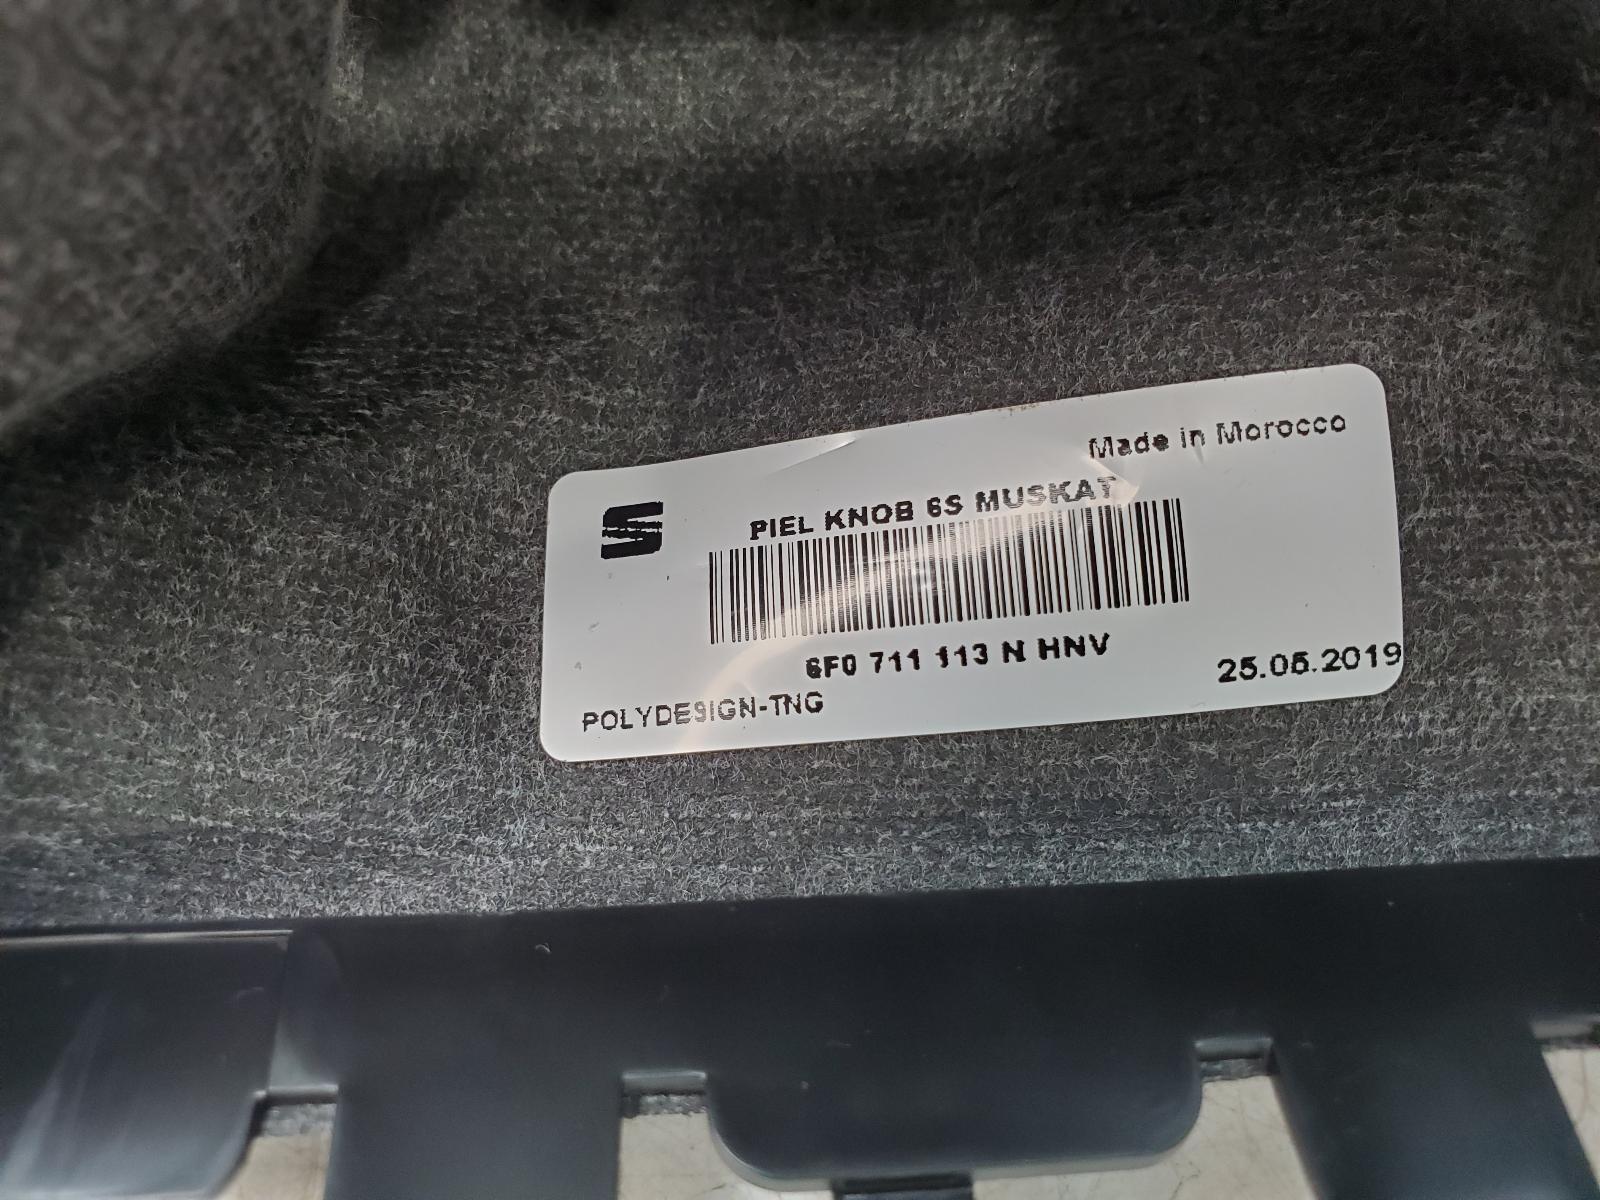 Made in Morocco
PIEL KNOB 6S MUSKAT
6F0 711 113 N HNV
25.05.2019
POLYDESIGN-TNG